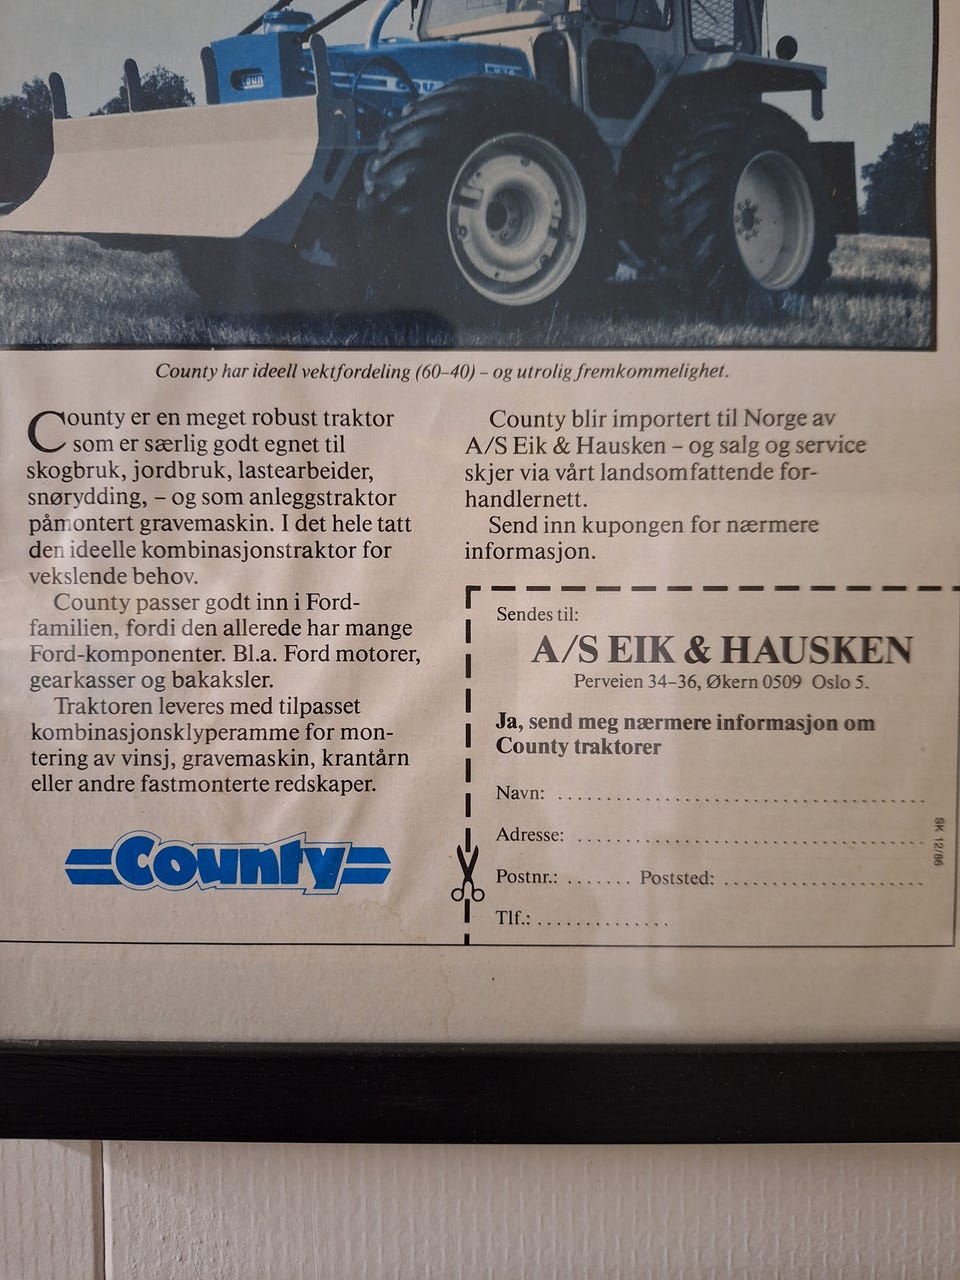 County har ideell vektfordeling (60–40) – og utrolig fremkommelighet.
County er en meget robust traktor
som er særlig godt egnet til
skogbruk, jordbruk, lastearbeider,
snørydding, – og som anleggstraktor
påmontert gravemaskin. I det hele tatt
den ideelle kombinasjonstraktor for
vekslende behov.
County passer godt inn i Ford-
familien, fordi den allerede har mange
Ford-komponenter. Bl.a. Ford motorer,
gearkasser og bakaksler.
Traktoren leveres med tilpasset
kombinasjonsklyperamme for mon-
tering av vinsj, gravemaskin, krantårn
eller andre fastmonterte redskaper.
County
County blir importert til Norge av
A/S Eik & Hausken – og salg og service
skjer via vårt landsomfattende for-
handlernett.
Send inn kupongen for nærmere
informasjon.
Sendes til:
A/S EIK & HAUSKEN
Perveien 34–36, Økern 0509 Oslo 5.
Ja, send meg nærmere informasjon om
County traktorer
Navn:
Adresse:
Postnr.: Poststed:
Tlf.:
SK 12/86